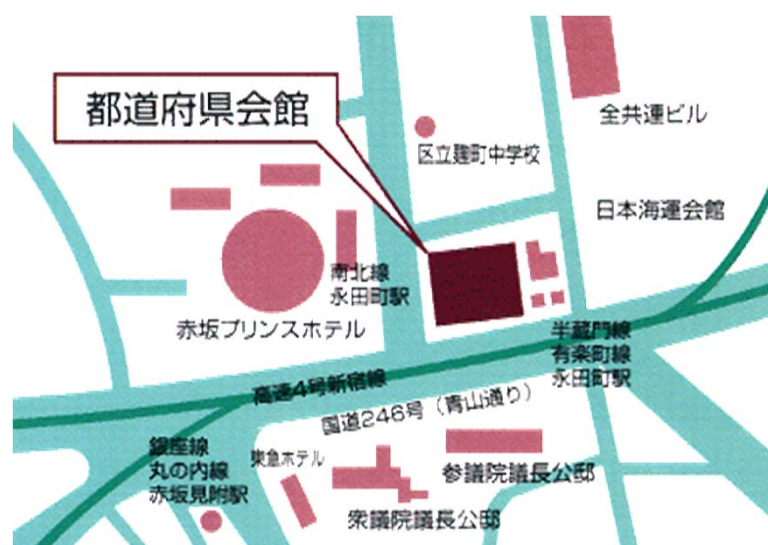 都道府県会館
全共連ビル
区立麹町中学校
日本海運会館
南北線
永田町駅
赤坂プリンスホテル
半蔵門線
有楽町線
永田町駅
高速4号新宿線
国道246号（青山通り）
銀座線
丸の内線
赤坂見附駅
東急ホテル
参議院議長公邸
衆議院議長公邸